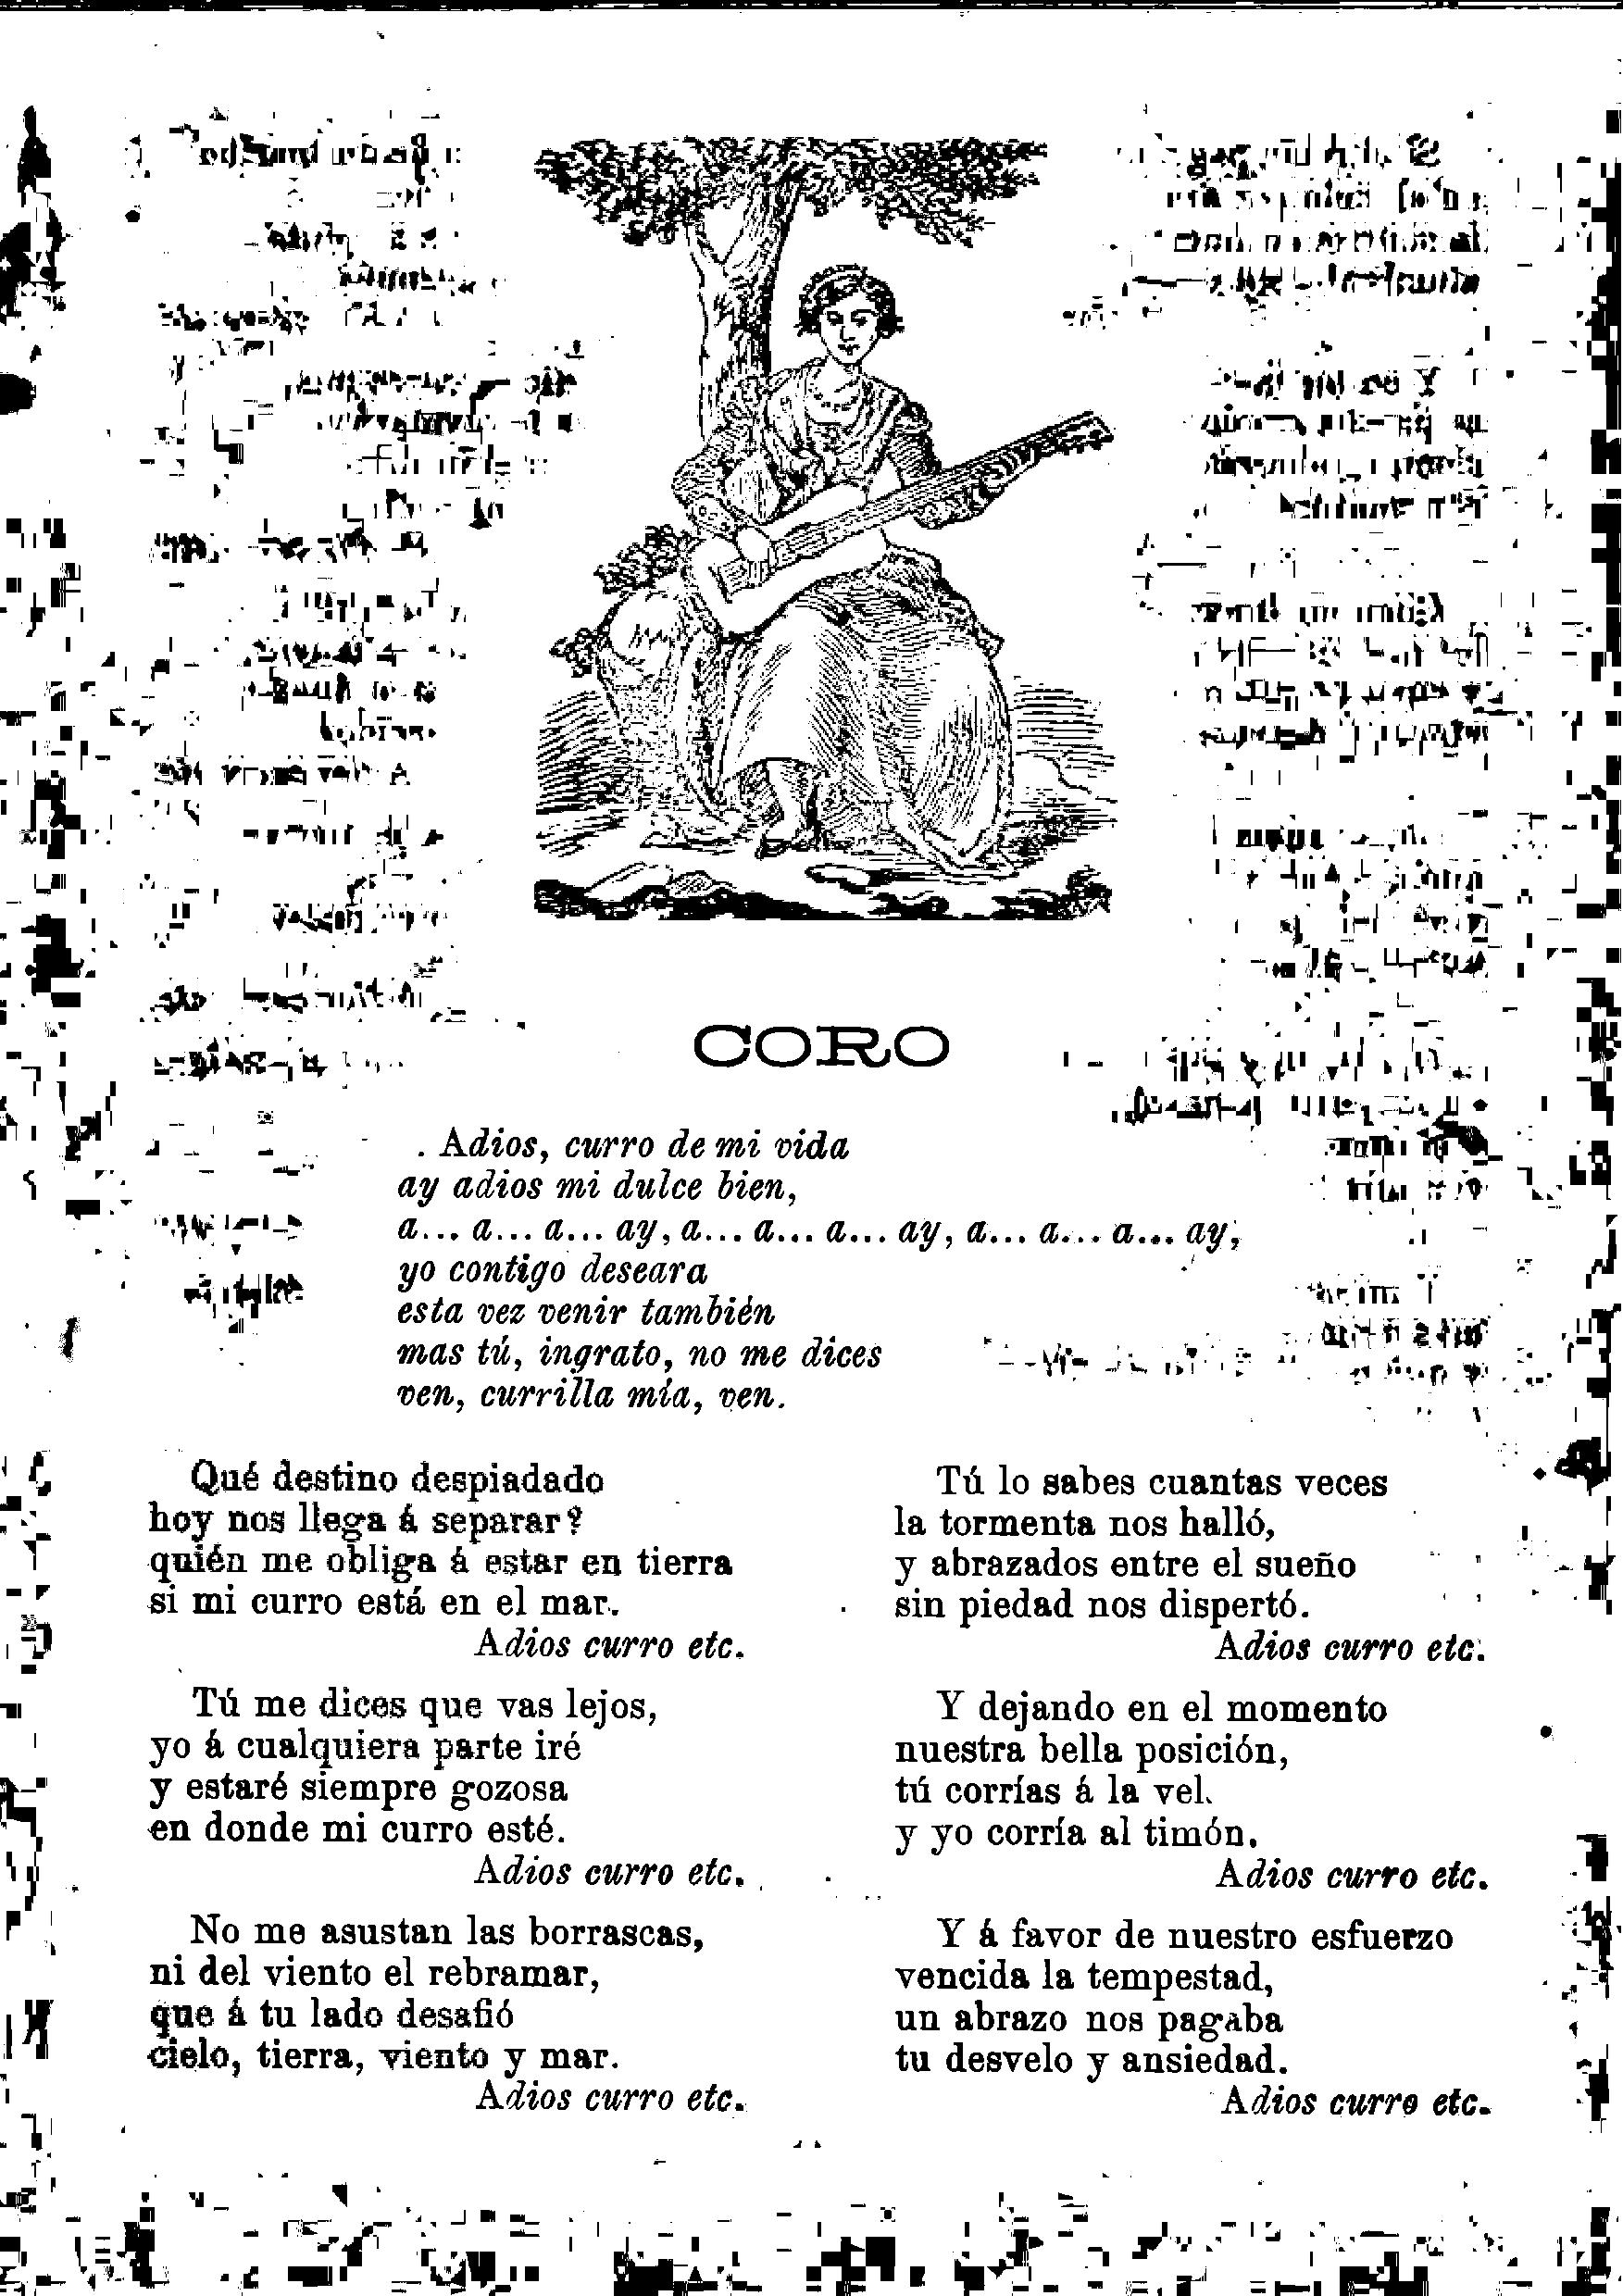 CORO
Adios, curro de mi vida
ay adios mi dulce bien,
a... a... a... ay, a... a... a... ay, a... a... a... ay,
yo contigo deseara
esta vez venir también
mas tú, ingrato, no me dices
ven, currilla mía, ven.
Qué destino despiadado
hoy nos llega á separar?
quién me obliga á estar en tierra
si mi curro está en el mar.
Adios curro etc.
Tú me dices que vas lejos,
yo á cualquiera parte iré
y estaré siempre gozosa
en donde mi curro esté.
Adios curro etc.
No me asustan las borrascas,
ni del viento el rebramar,
que á tu lado desafió
cielo, tierra, viento y mar.
Adios curro etc.
Tú lo sabes cuantas veces
la tormenta nos halló,
y abrazados entre el sueño
sin piedad nos dispertó.
Adios curro etc.
Y dejando en el momento
nuestra bella posición,
tú corrías á la vel
y yo corría al timón.
Adios curro etc.
Y á favor de nuestro esfuerzo
vencida la tempestad,
un abrazo nos pagaba
tu desvelo y ansiedad.
Adios curro etc.